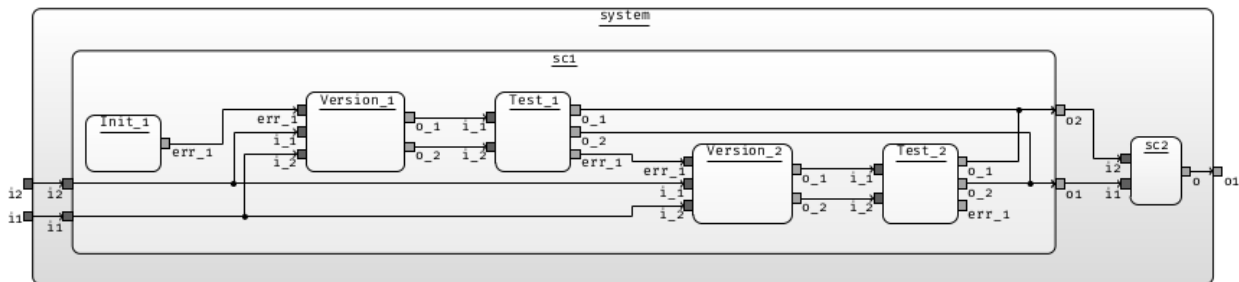 system
sc1
Version_1
Test_1
Init_1
err_1
err_1
i_1
i_2
o_1
o_2
i_1
i_2
o_1
o_2
err_1
Version_2
Test_2
err_1
i_1
i_2
o_1
o_2
i_1
i_2
o_1
o_2
err_1
i2
i2
i1
i1
o2
o1
sc2
i2
i1
o
o1